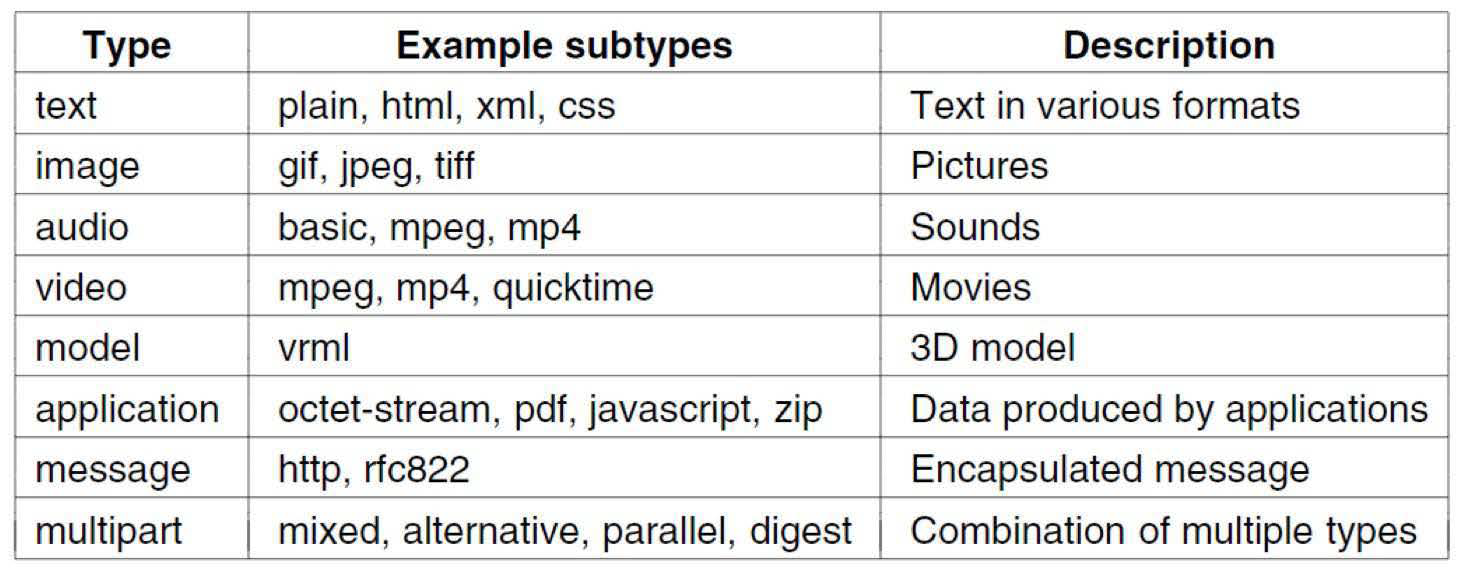 Type Example subtypes Description
text plain, html, xml, css Text in various formats
image gif, jpeg, tiff Pictures
audio basic, mpeg, mp4 Sounds
video mpeg, mp4, quicktime Movies
model vrml 3D model
application octet-stream, pdf, javascript, zip Data produced by applications
message http, rfc822 Encapsulated message
multipart mixed, alternative, parallel, digest Combination of multiple types